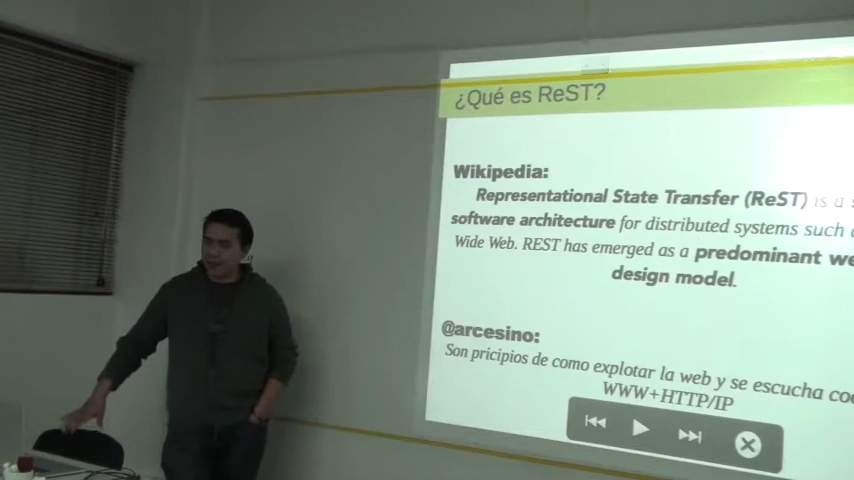 ¿Qué es ReST?
Wikipedia:
Representational State Transfer (ReST) is a
software architecture for distributed systems such
Wide Web. REST has emerged as a predominant
design model.
@arcesino:
Son pricipios de como explotar la web y se escucha
WWW+HTTP/IP